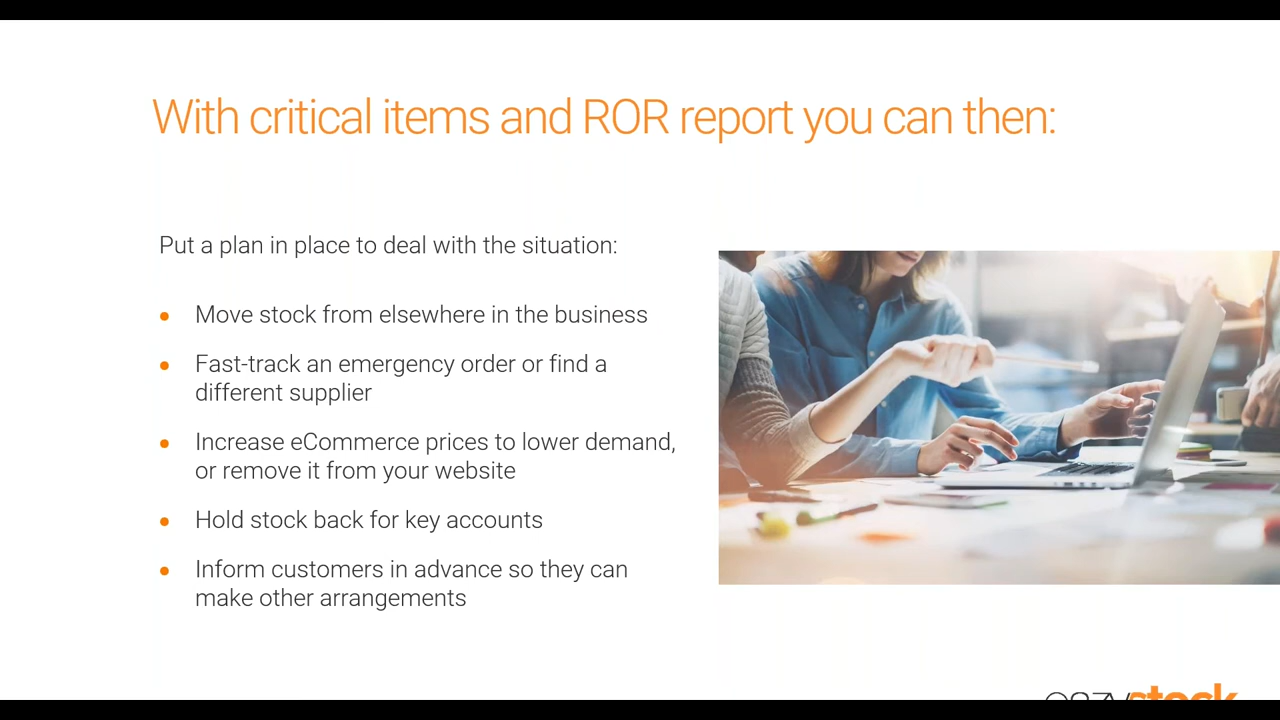 With critical items and ROR report you can then:
Put a plan in place to deal with the situation:
• Move stock from elsewhere in the business
• Fast-track an emergency order or find a
different supplier
• Increase eCommerce prices to lower demand,
or remove it from your website
• Hold stock back for key accounts
• Inform customers in advance so they can
make other arrangements